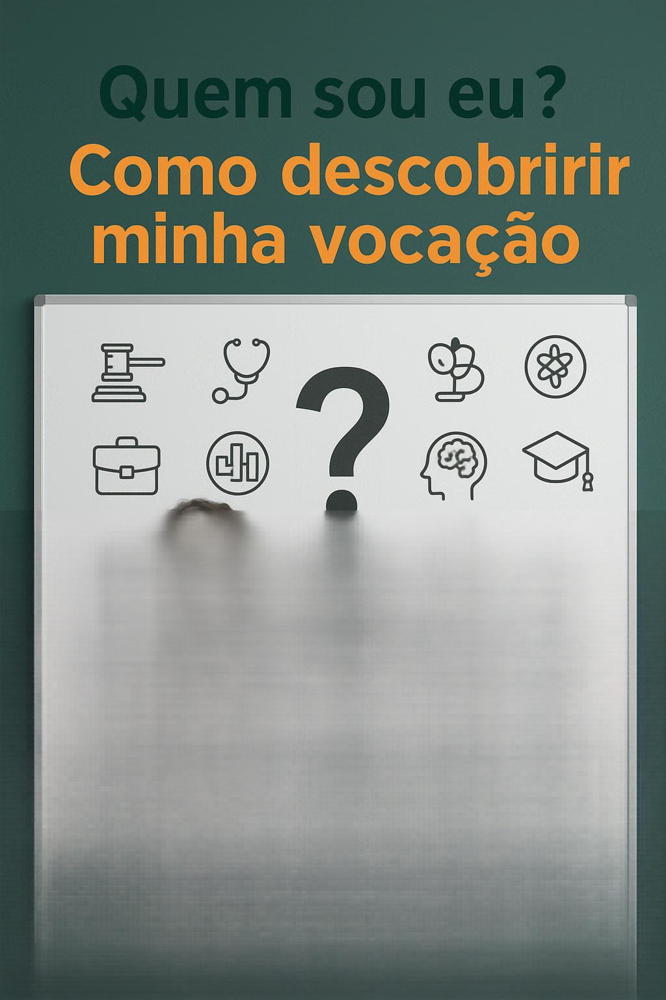 Quem sou eu?
Como descobririr
minha vocação
?